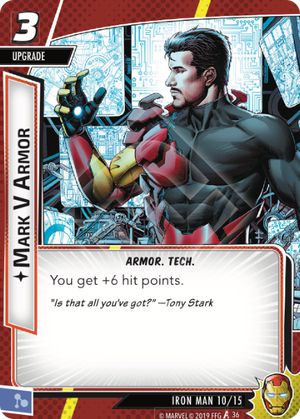 3
UPGRADE
Mark V Armor
ARMOR. TECH.
You get +6 hit points.
"Is that all you've got?" —Tony Stark
IRON MAN 10/15
© MARVEL © 2019 FFG 36